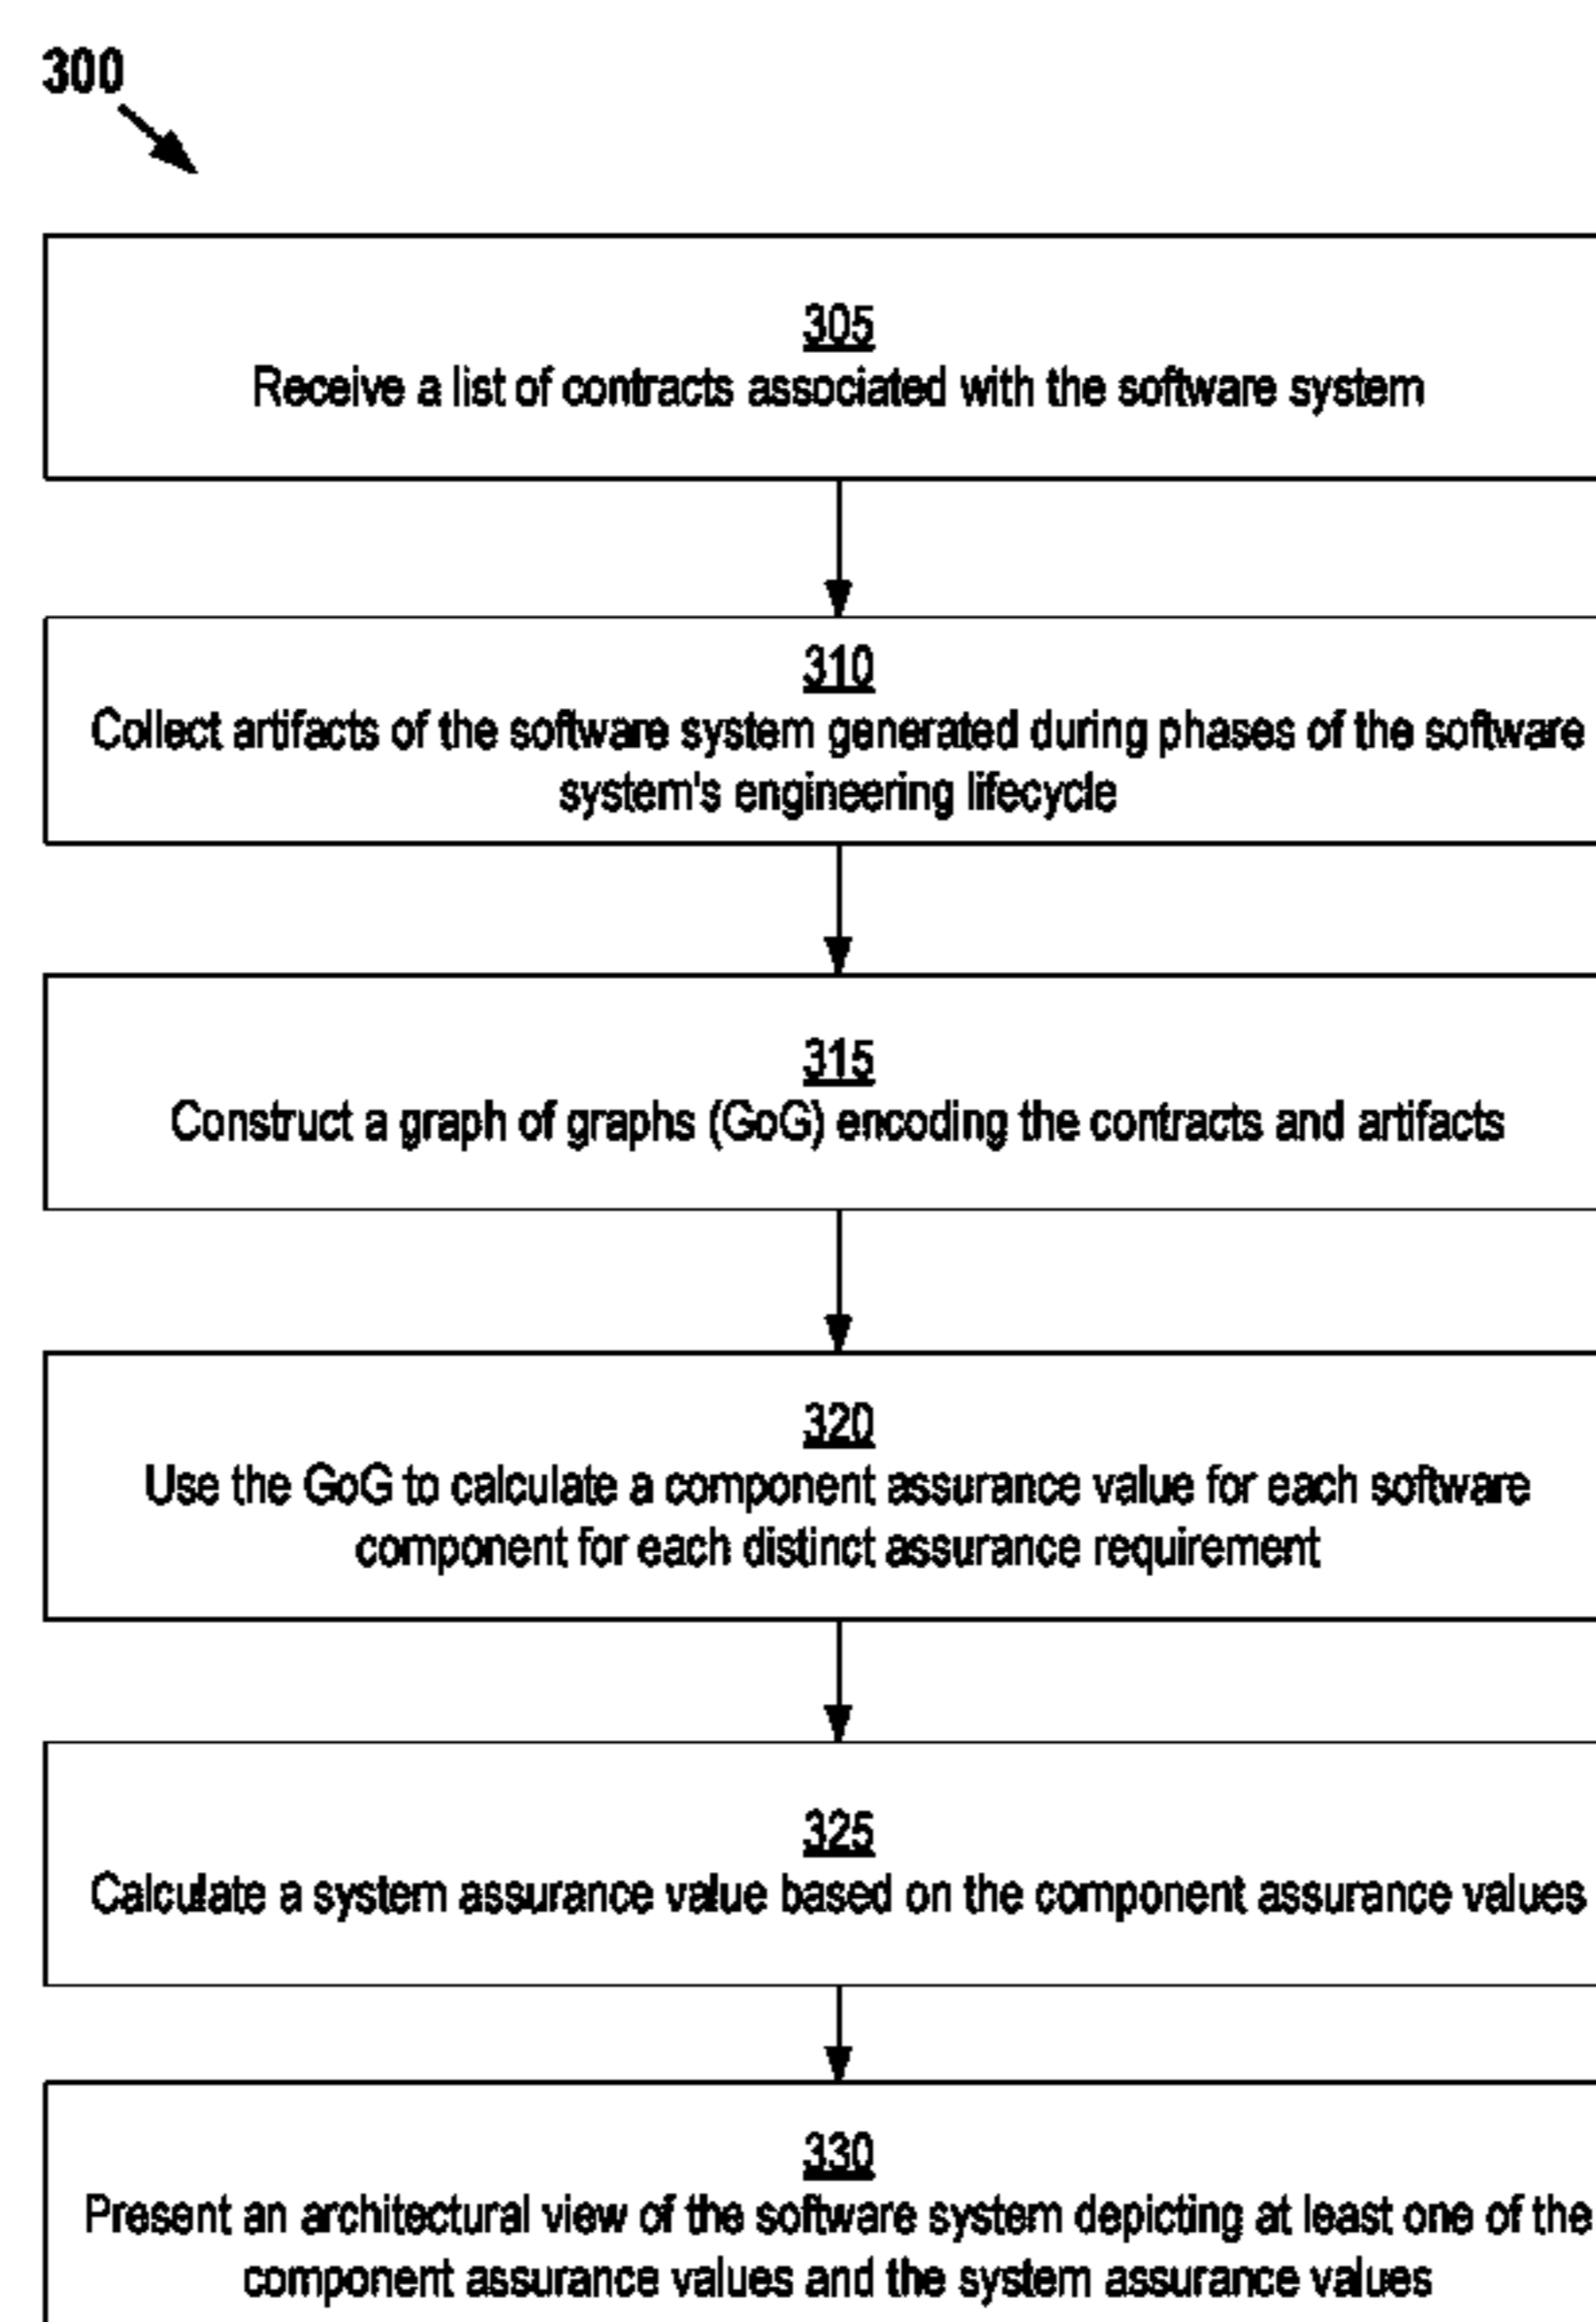 300
305
Receive a list of contracts associated with the software system
310
Collect artifacts of the software system generated during phases of the software
system's engineering lifecycle
315
Construct a graph of graphs (GoG) encoding the contracts and artifacts
320
Use the GoG to calculate a component assurance value for each software
component for each distinct assurance requirement
325
Calculate a system assurance value based on the component assurance values
330
Present an architectural view of the software system depicting at least one of the
component assurance values and the system assurance values